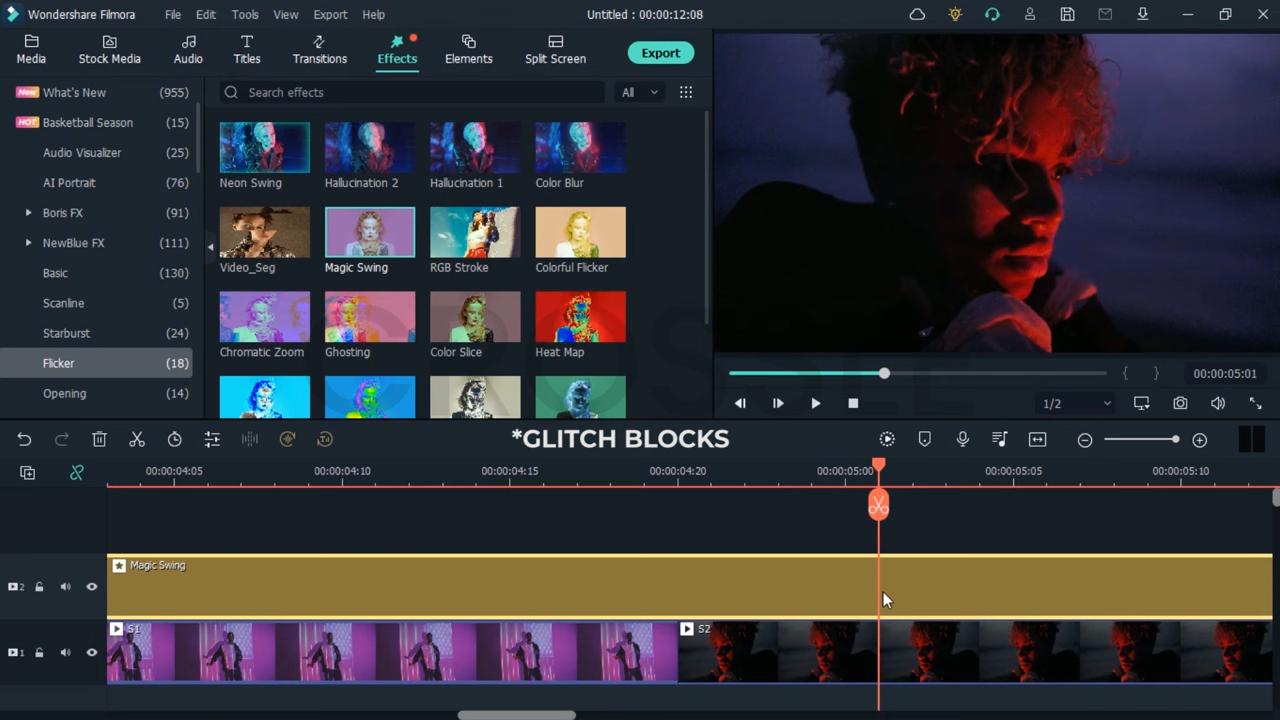 Wondershare Filmora File Edit Tools View Export Help Untitled : 00:00:12:08
Media Stock Media Audio Titles Transitions Effects Elements Split Screen Export
New What's New (955)
HOT Basketball Season (15)
Audio Visualizer (25)
AI Portrait (76)
Boris FX (91)
NewBlue FX (111)
Basic (130)
Scanline (5)
Starburst (24)
Flicker (18)
Opening (14)
Search effects All
Neon Swing Hallucination 2 Hallucination 1 Color Blur
Video_Seg Magic Swing RGB Stroke Colorful Flicker
Chromatic Zoom Ghosting Color Slice Heat Map
00:00:05:01
1/2
*GLITCH BLOCKS
00:00:04:05 00:00:04:10 00:00:04:15 00:00:04:20 00:00:05:00 00:00:05:05 00:00:05:10
Magic Swing
2
S1 S2
1